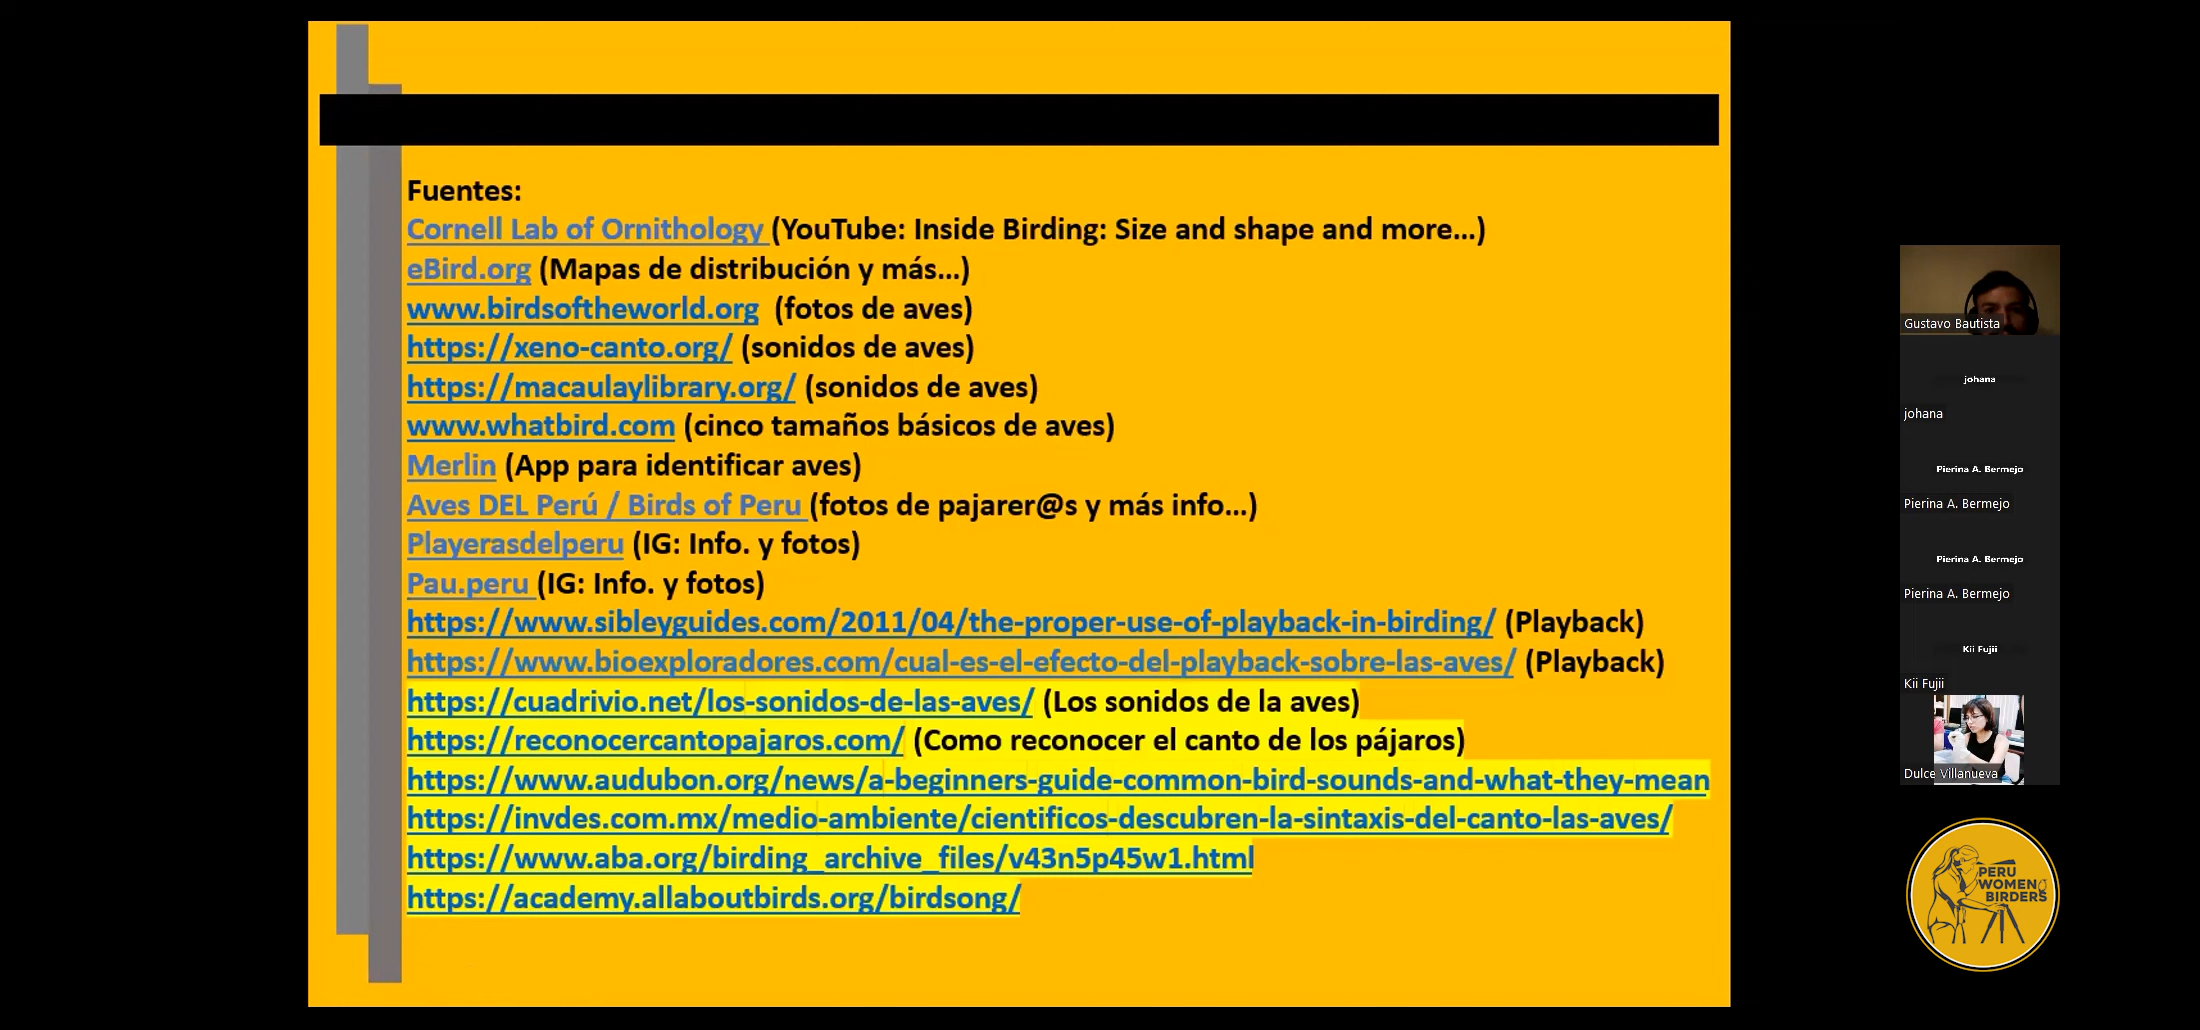 Fuentes:
Cornell Lab of Ornithology (YouTube: Inside Birding: Size and shape and more...)
eBird.org (Mapas de distribución y más...)
www.birdsoftheworld.org (fotos de aves)
https://xeno-canto.org/ (sonidos de aves)
https://macaulaylibrary.org/ (sonidos de aves)
www.whatbird.com (cinco tamaños básicos de aves)
Merlin (App para identificar aves)
Aves DEL Perú / Birds of Peru (fotos de pajarer@s y más info...)
Playerasdelperu (IG: Info. y fotos)
Pau.peru (IG: Info. y fotos)
https://www.sibleyguides.com/2011/04/the-proper-use-of-playback-in-birding/ (Playback)
https://www.bioexploradores.com/cual-es-el-efecto-del-playback-sobre-las-aves/ (Playback)
https://cuadrivio.net/los-sonidos-de-las-aves/ (Los sonidos de la aves)
https://reconocercantopajaros.com/ (Como reconocer el canto de los pájaros)
https://www.audubon.org/news/a-beginners-guide-common-bird-sounds-and-what-they-mean
https://invdes.com.mx/medio-ambiente/cientificos-descubren-la-sintaxis-del-canto-las-aves/
https://www.aba.org/birding_archive_files/v43n5p45w1.html
https://academy.allaboutbirds.org/birdsong/
Gustavo Bautista
johana
johana
Pierina A. Bermejo
Pierina A. Bermejo
Pierina A. Bermejo
Pierina A. Bermejo
Kii Fujii
Kii Fujii
Dulce Villanueva
PERU
WOMEN
BIRDERS